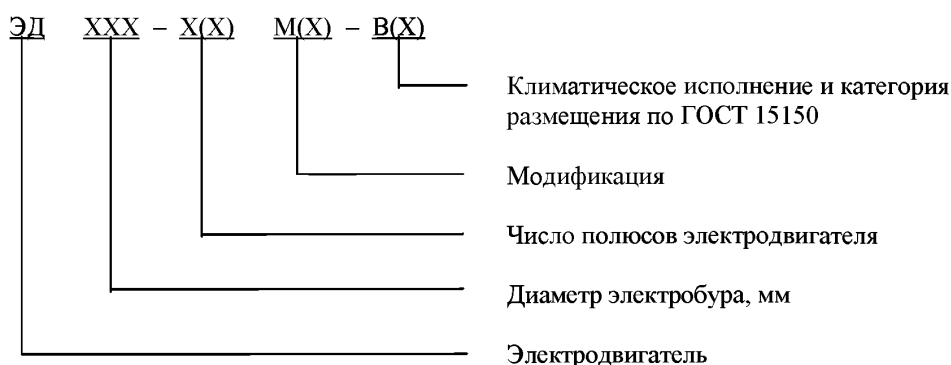 ЭД XXX – X(X) М(X) – В(X)
Климатическое исполнение и категория
размещения по ГОСТ 15150
Модификация
Число полюсов электродвигателя
Диаметр электробура, мм
Электродвигатель